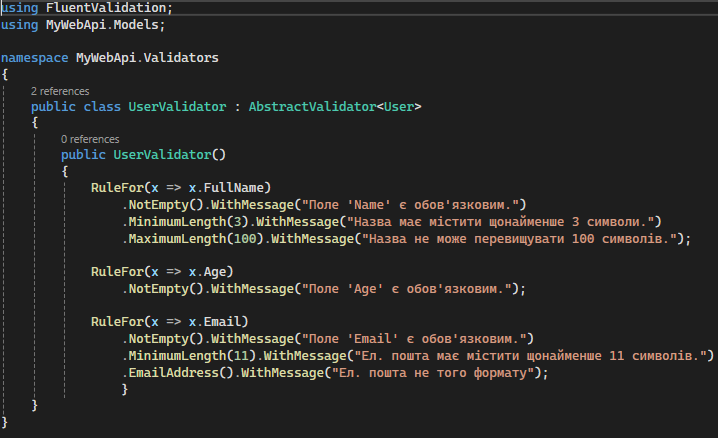 using FluentValidation;
using MyWebApi.Models;
namespace MyWebApi.Validators
{
2 references
public class UserValidator : AbstractValidator<User>
{
0 references
public UserValidator()
{
RuleFor(x => x.FullName)
.NotEmpty().WithMessage("Поле 'Name' є обов'язковим.")
.MinimumLength(3).WithMessage("Назва має містити щонайменше 3 символи.")
.MaximumLength(100).WithMessage("Назва не може перевищувати 100 символів.");
RuleFor(x => x.Age)
.NotEmpty().WithMessage("Поле 'Age' є обов'язковим.");
RuleFor(x => x.Email)
.NotEmpty().WithMessage("Поле 'Email' є обов'язковим.")
.MinimumLength(11).WithMessage("Ел. пошта має містити щонайменше 11 символів.")
.EmailAddress().WithMessage("Ел. пошта не того формату");
}
}
}